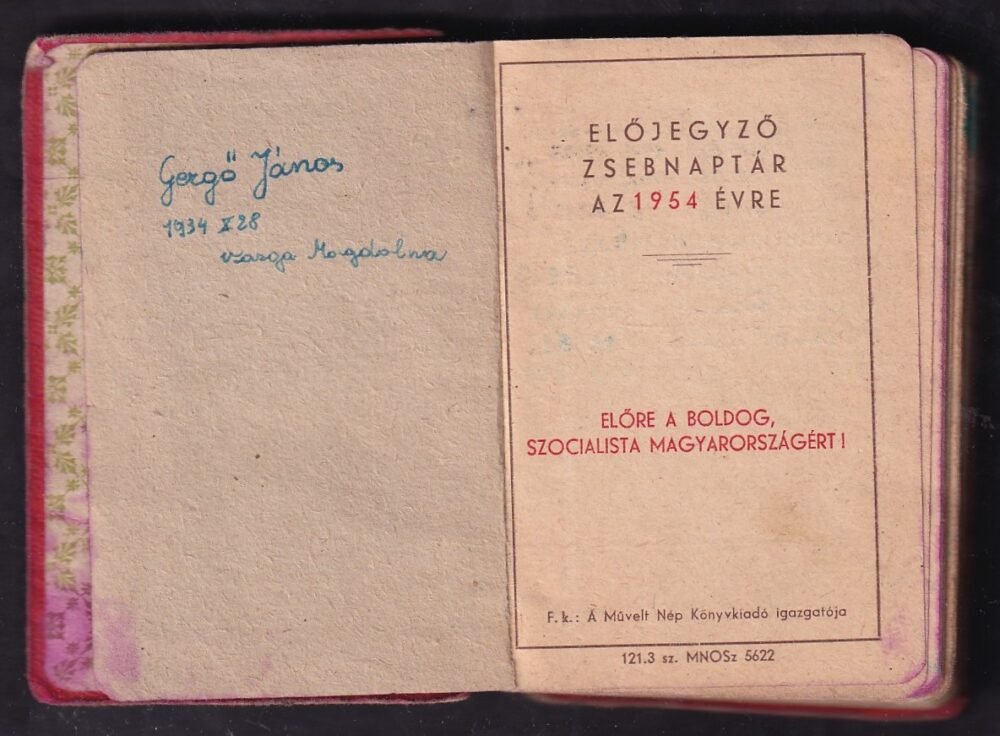 Gergő János
1934 X 28
Varga Magdolna
ELŐJEGYZŐ
ZSEBNAPTÁR
AZ 1954 ÉVRE
ELŐRE A BOLDOG,
SZOCIALISTA MAGYARORSZÁGÉRT!
F. k.: A Művelt Nép Könyvkiadó igazgatója
121.3 sz. MNOSz 5622